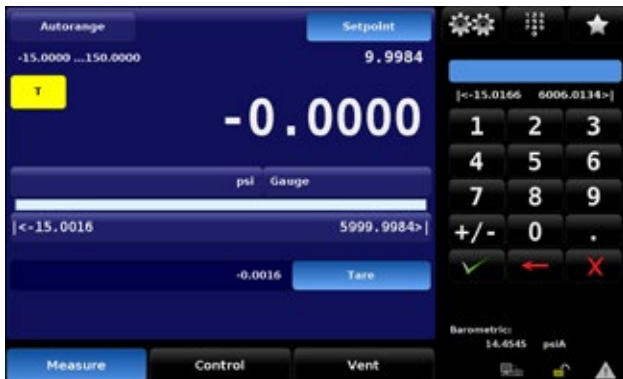 Autorange
Setpoint
-15.0000 ...150.0000
9.9984
T
-0.0000
psi Gauge
|<-15.0016 5999.9984>|
-0.0016
Tare
Measure
Control
Vent
|<-15.0166 6006.0134>|
1 2 3
4 5 6
7 8 9
+/- 0 .
Barometric:
14.4545 psiA